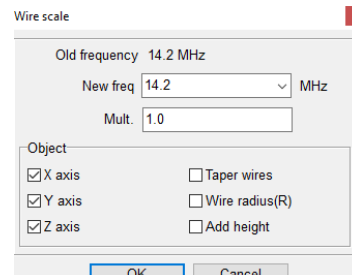 Wire scale
Old frequency 14.2 MHz
New freq 14.2 MHz
Mult. 1.0
Object
X axis Taper wires
Y axis Wire radius(R)
Z axis Add height
OK Cancel